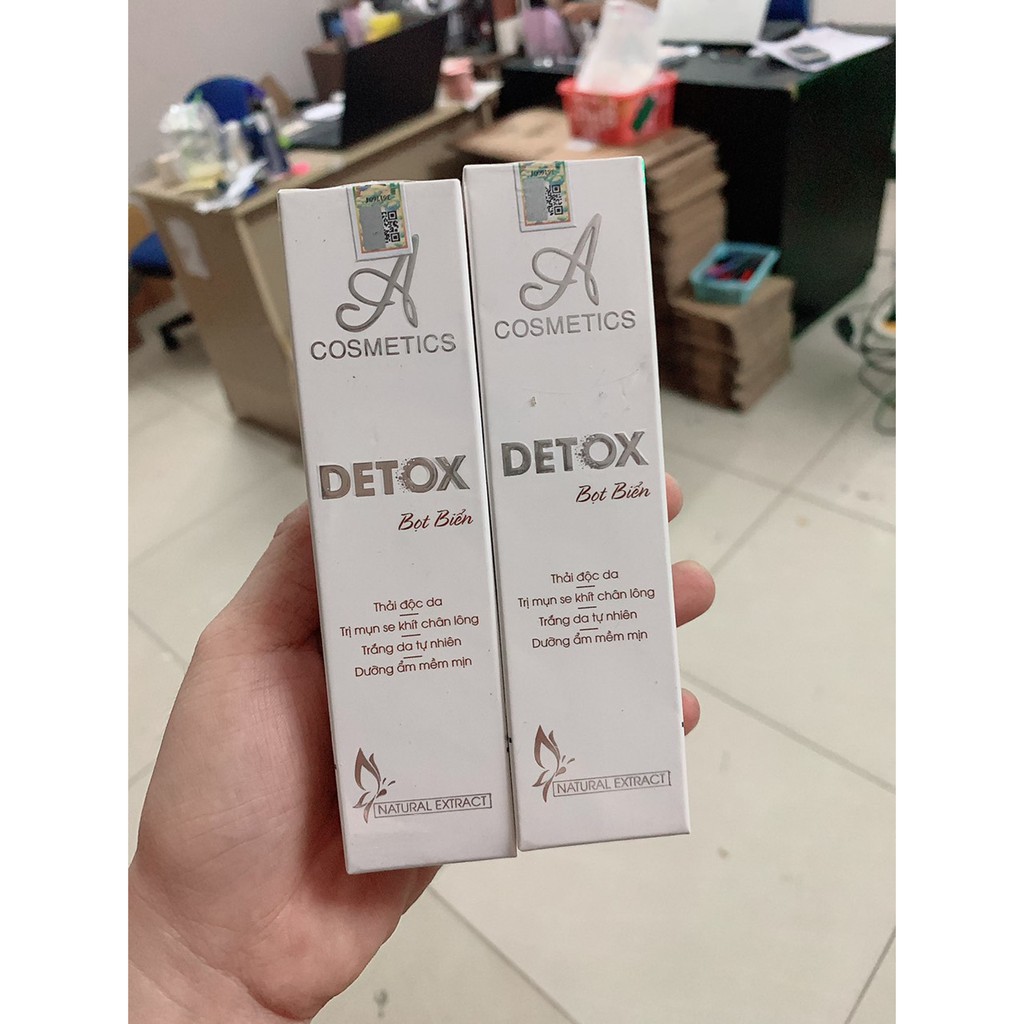 A
COSMETICS
DETOX
Bọt Biển
Thải độc da
Trị mụn se khít chân lông
Trắng da tự nhiên
Dưỡng ẩm mềm mịn
NATURAL EXTRACT
A
COSMETICS
DETOX
Bọt Biển
Thải độc da
Trị mụn se khít chân lông
Trắng da tự nhiên
Dưỡng ẩm mềm mịn
NATURAL EXTRACT